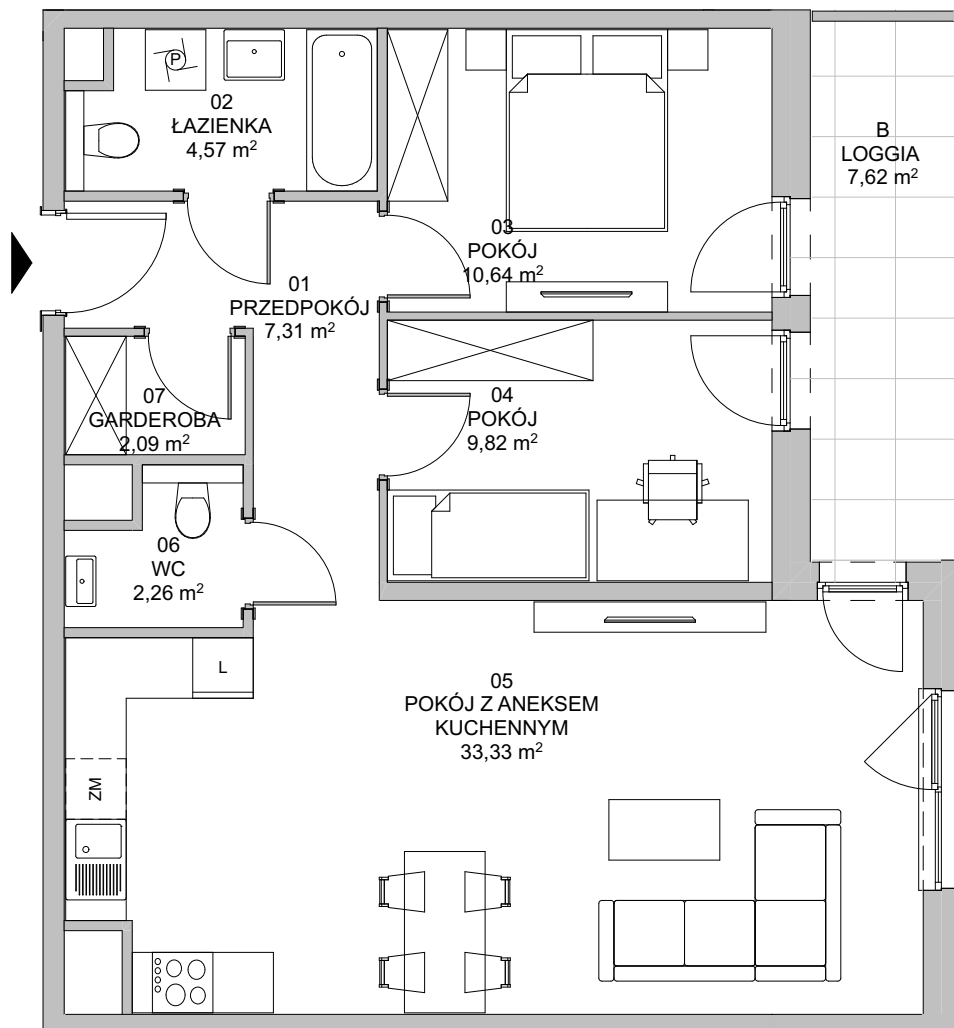 P
02
ŁAZIENKA
4,57 m²
B
LOGGIA
7,62 m²
03
POKÓJ
10,64 m²
01
PRZEDPOKÓJ
7,31 m²
07
GARDEROBA
2,09 m²
04
POKÓJ
9,82 m²
06
WC
2,26 m²
L
05
POKÓJ Z ANEKSEM
KUCHENNYM
33,33 m²
ZM